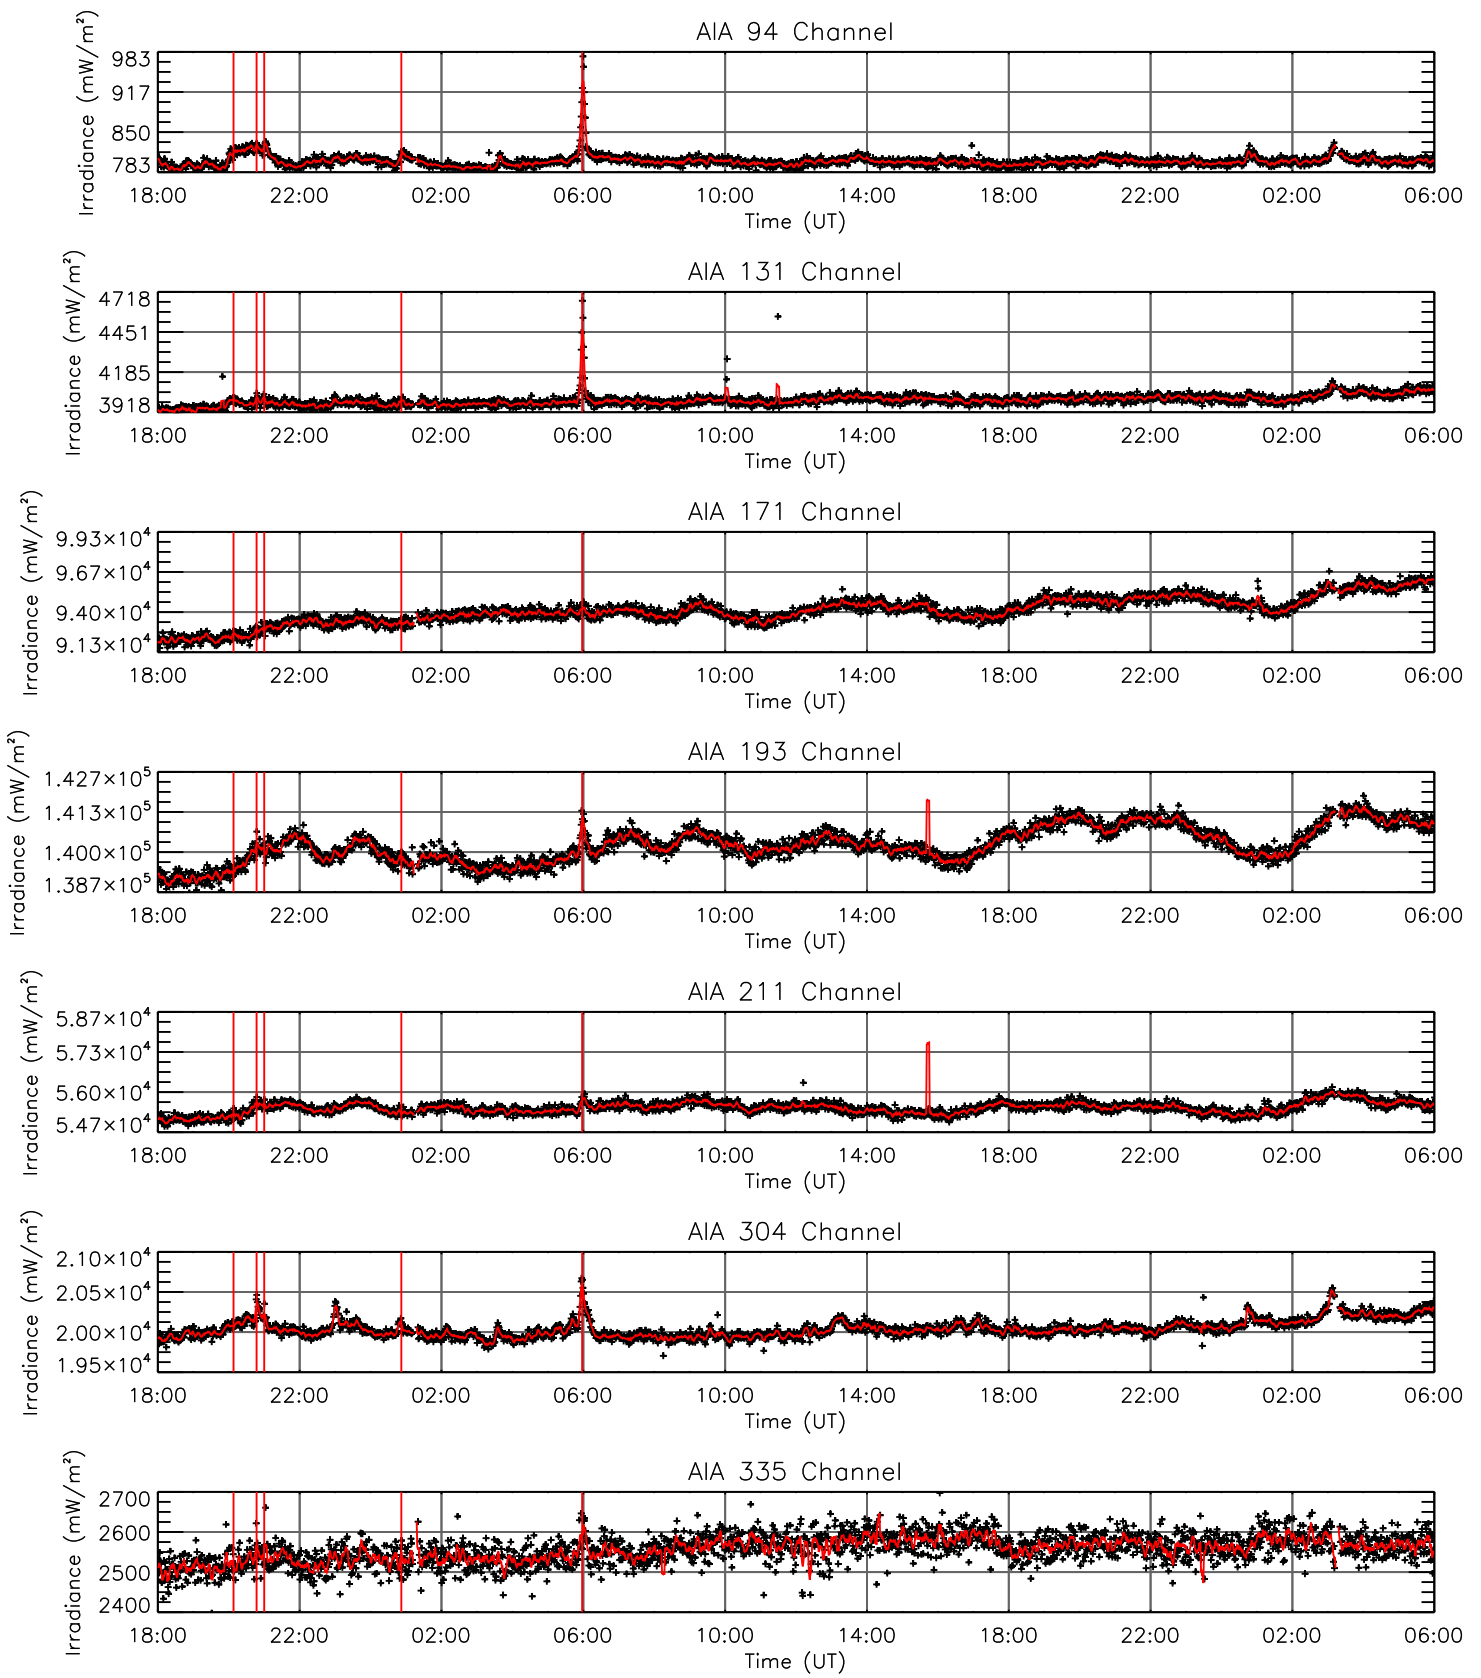 AIA 94 Channel
Irradiance (mW/m²)
983
917
850
783
18:00 22:00 02:00 06:00 10:00 14:00 18:00 22:00 02:00 06:00
Time (UT)
AIA 131 Channel
Irradiance (mW/m²)
4718
4451
4185
3918
18:00 22:00 02:00 06:00 10:00 14:00 18:00 22:00 02:00 06:00
Time (UT)
AIA 171 Channel
Irradiance (mW/m²)
9.93×10⁴
9.67×10⁴
9.40×10⁴
9.13×10⁴
18:00 22:00 02:00 06:00 10:00 14:00 18:00 22:00 02:00 06:00
Time (UT)
AIA 193 Channel
Irradiance (mW/m²)
1.427×10⁵
1.413×10⁵
1.400×10⁵
1.387×10⁵
18:00 22:00 02:00 06:00 10:00 14:00 18:00 22:00 02:00 06:00
Time (UT)
AIA 211 Channel
Irradiance (mW/m²)
5.87×10⁴
5.73×10⁴
5.60×10⁴
5.47×10⁴
18:00 22:00 02:00 06:00 10:00 14:00 18:00 22:00 02:00 06:00
Time (UT)
AIA 304 Channel
Irradiance (mW/m²)
2.10×10⁴
2.05×10⁴
2.00×10⁴
1.95×10⁴
18:00 22:00 02:00 06:00 10:00 14:00 18:00 22:00 02:00 06:00
Time (UT)
AIA 335 Channel
Irradiance (mW/m²)
2700
2600
2500
2400
18:00 22:00 02:00 06:00 10:00 14:00 18:00 22:00 02:00 06:00
Time (UT)